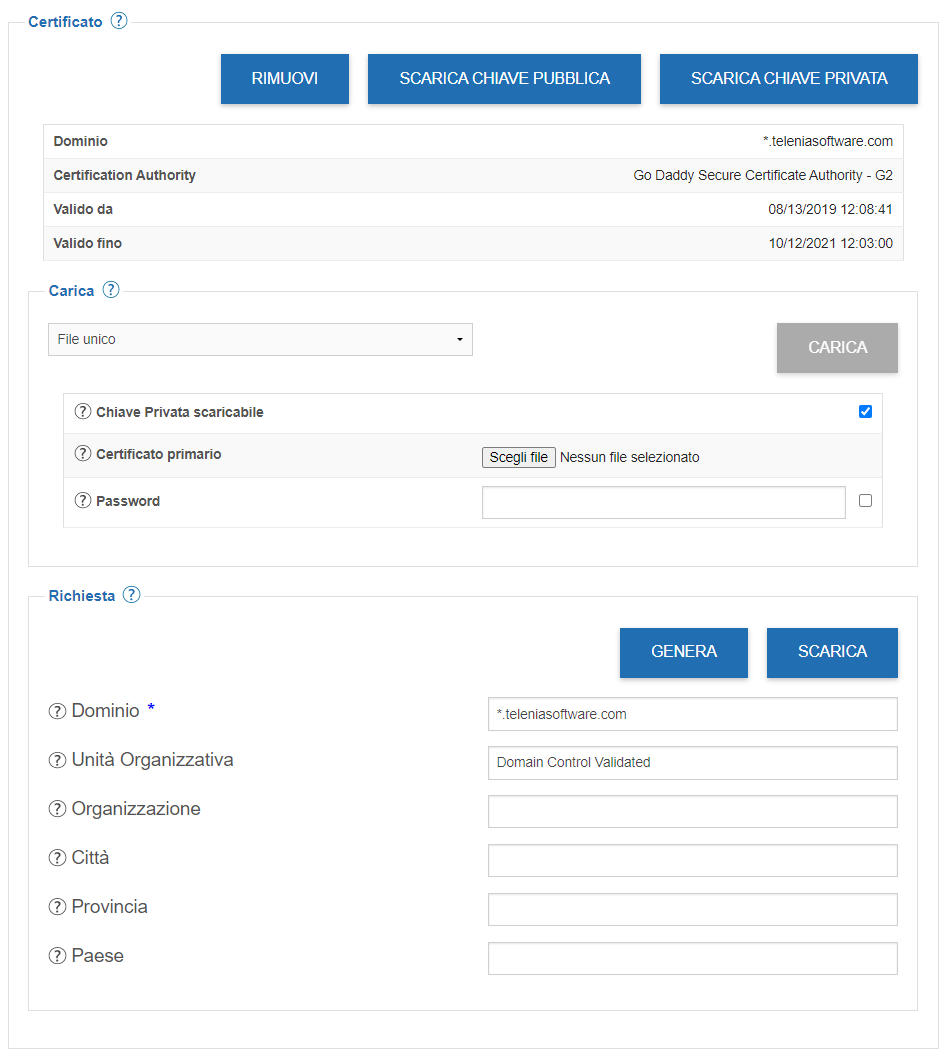 Certificato ?
RIMUOVI SCARICA CHIAVE PUBBLICA SCARICA CHIAVE PRIVATA
Dominio *.teleniasoftware.com
Certification Authority Go Daddy Secure Certificate Authority - G2
Valido da 08/13/2019 12:08:41
Valido fino 10/12/2021 12:03:00
Carica ?
File unico CARICA
? Chiave Privata scaricabile
? Certificato primario Scegli file Nessun file selezionato
? Password
Richiesta ?
GENERA SCARICA
? Dominio * *.teleniasoftware.com
? Unità Organizzativa Domain Control Validated
? Organizzazione
? Città
? Provincia
? Paese